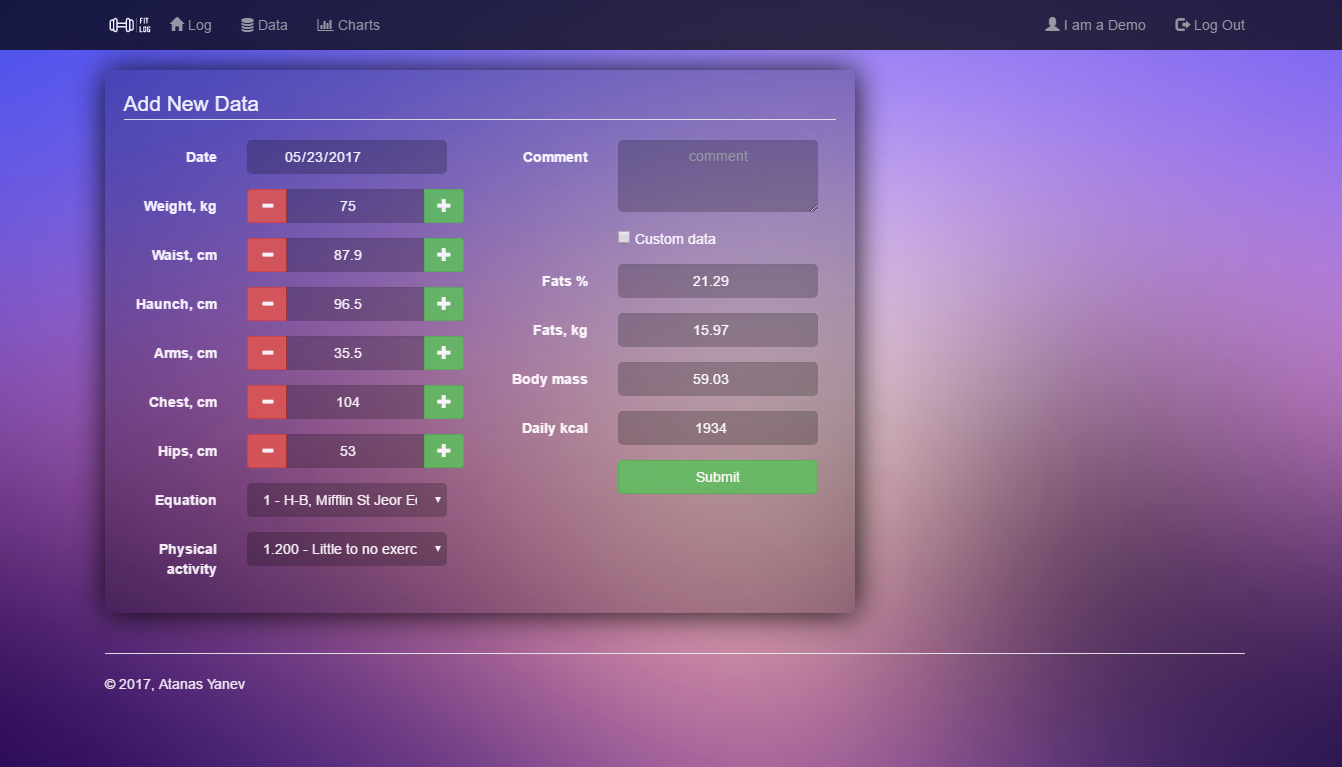 FIT
LOG
Log
Data
Charts
I am a Demo
Log Out
Add New Data
Date
05/23/2017
Weight, kg
75
Waist, cm
87.9
Haunch, cm
96.5
Arms, cm
35.5
Chest, cm
104
Hips, cm
53
Equation
1 - H-B, Mifflin St Jeor
Physical
activity
1.200 - Little to no exerc
Comment
comment
Custom data
Fats %
21.29
Fats, kg
15.97
Body mass
59.03
Daily kcal
1934
Submit
© 2017, Atanas Yanev